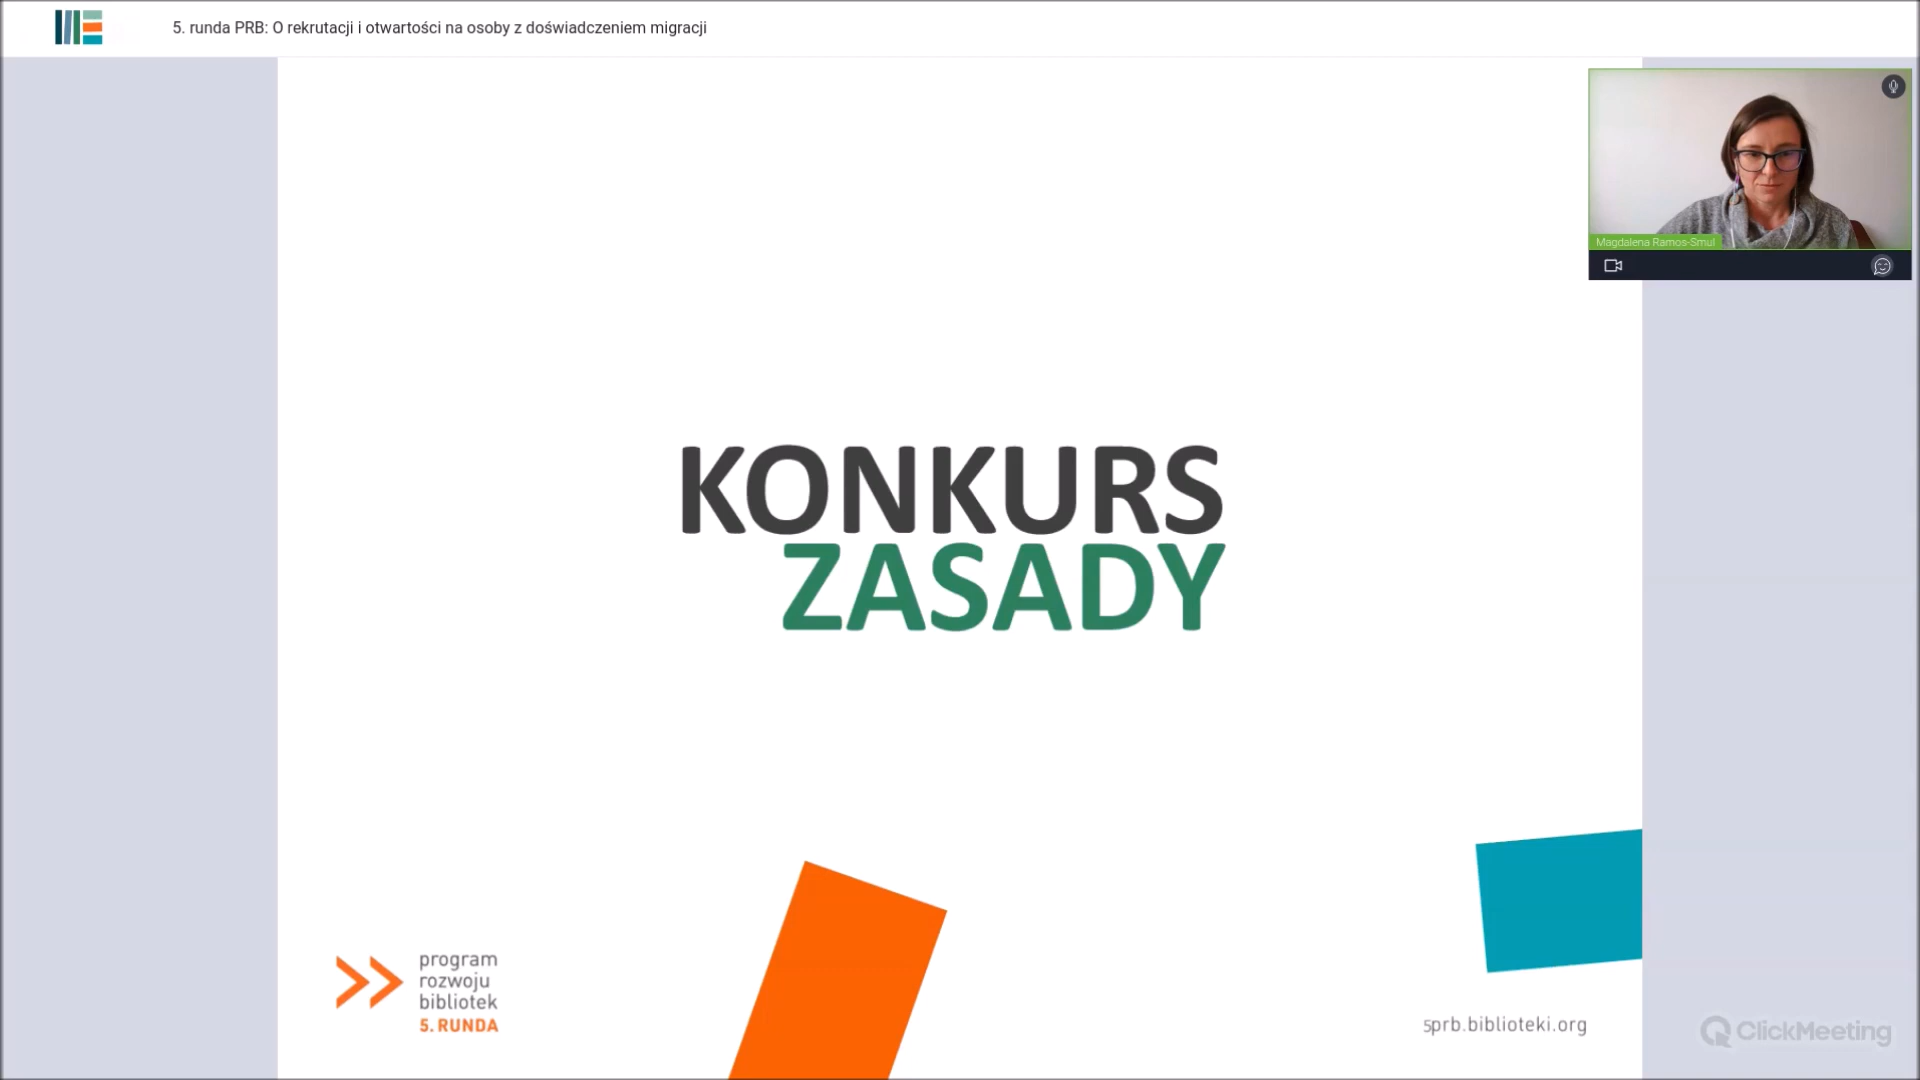 5. runda PRB: O rekrutacji i otwartości na osoby z doświadczeniem migracji
Magdalena Ramos-Smul
KONKURS
ZASADY
program
rozwoju
bibliotek
5. RUNDA
5prb.biblioteki.org
ClickMeeting